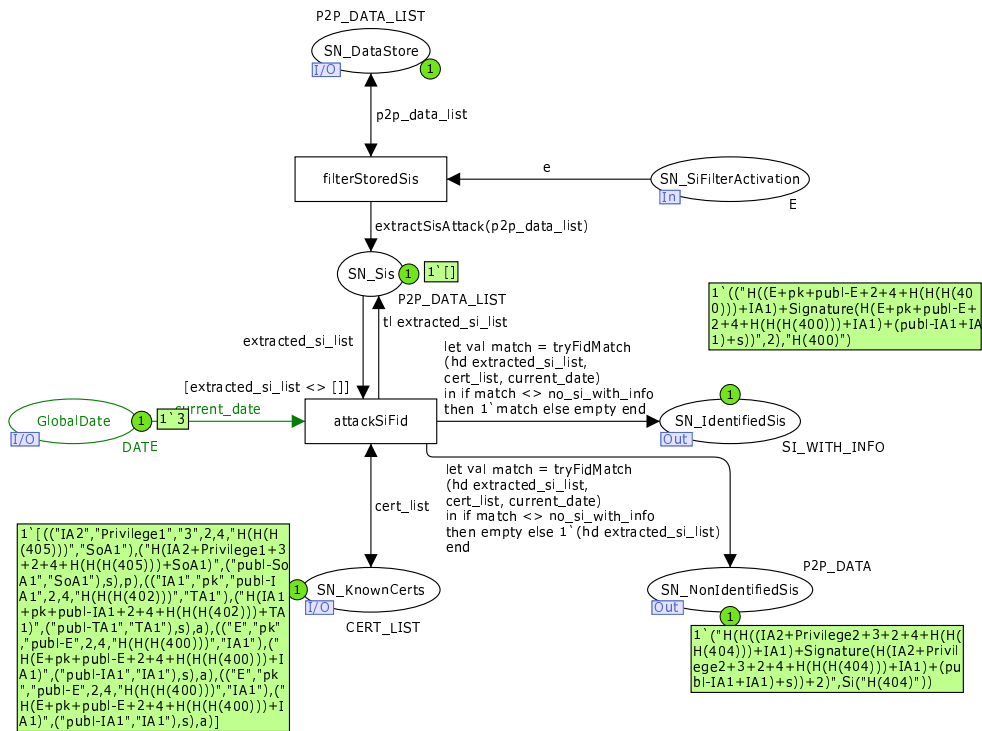 P2P_DATA_LIST
SN_DataStore
I/O
1
p2p_data_list
filterStoredSis
e
SN_SiFilterActivation
In
E
extractSisAttack(p2p_data_list)
SN_Sis
1
1`[]
P2P_DATA_LIST
1`(("H((E+pk+publ-E+2+4+H(H(H(40
0)))+IA1)+Signature(H(E+pk+publ-E+
2+4+H(H(H(400)))+IA1)+(publ-IA1+IA
1)+s))",2),"H(400)")
tl extracted_si_list
extracted_si_list
let val match = tryFidMatch
(hd extracted_si_list,
cert_list, current_date)
in if match <> no_si_with_info
then 1`match else empty end
[extracted_si_list <> []]
current_date
GlobalDate
I/O
1
1`3
DATE
attackSiFid
1
SN_IdentifiedSis
Out
SI_WITH_INFO
let val match = tryFidMatch
(hd extracted_si_list,
cert_list, current_date)
in if match <> no_si_with_info
then empty else 1`(hd extracted_si_list)
end
cert_list
1`[(("IA2","Privilege1","3",2,4,"H(H(H
(405)))","SoA1"),("H(IA2+Privilege1+3
+2+4+H(H(H(405)))+SoA1)",("publ-So
A1","SoA1"),s),p),(("IA1","pk","publ-I
A1",2,4,"H(H(H(402)))","TA1"),("H(IA1
+pk+publ-IA1+2+4+H(H(H(402)))+TA
1)",("publ-TA1","TA1"),s),a),(("E","pk"
,"publ-E",2,4,"H(H(H(400)))","IA1"),("
H(E+pk+publ-E+2+4+H(H(H(400)))+I
A1)",("publ-IA1","IA1"),s),a),(("E","pk
","publ-E",2,4,"H(H(H(400)))","IA1"),("
H(E+pk+publ-E+2+4+H(H(H(400)))+I
A1)",("publ-IA1","IA1"),s),a)]
1
SN_KnownCerts
I/O
CERT_LIST
P2P_DATA
SN_NonIdentifiedSis
Out
1
1`("H(H((IA2+Privilege2+3+2+4+H(H(
H(404)))+IA1)+Signature(H(IA2+Privil
ege2+3+2+4+H(H(H(404)))+IA1)+(pu
bl-IA1+IA1)+s))+2)",Si("H(404)"))